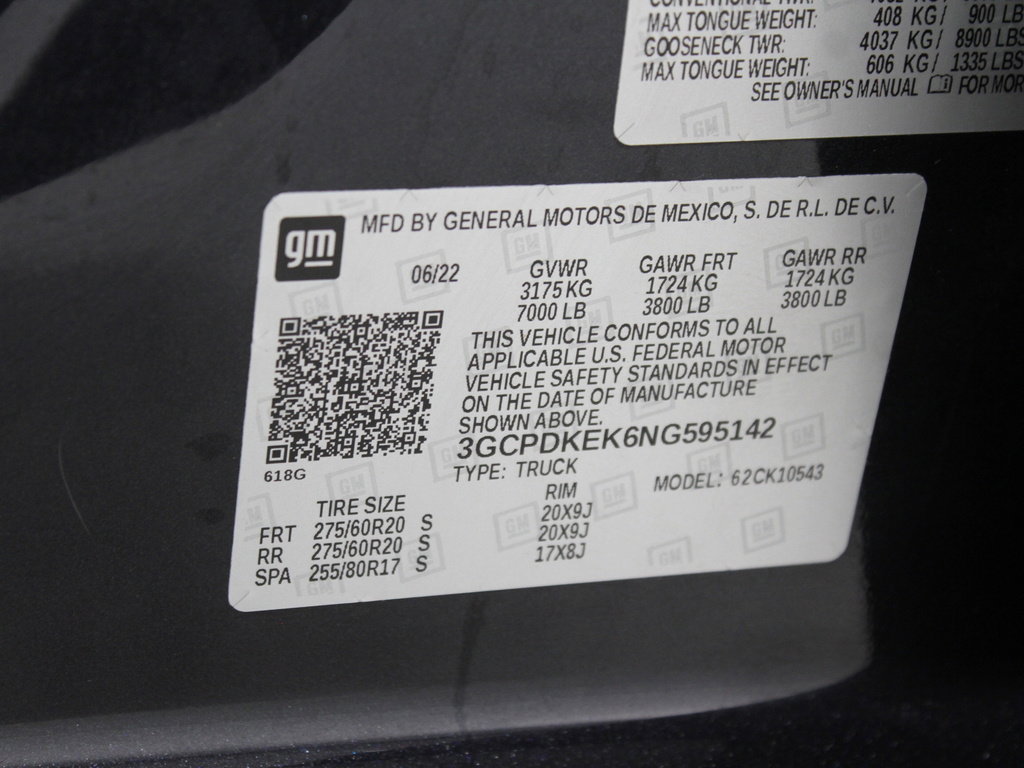 CONVENTIONAL TWR:
MAX TONGUE WEIGHT: 408 KG/ 900 LB
GOOSENECK TWR: 4037 KG/ 8900 LBS
MAX TONGUE WEIGHT: 606 KG/ 1335 LBS
SEE OWNER'S MANUAL FOR MOR
gm
MFD BY GENERAL MOTORS DE MEXICO, S. DE R.L. DE C.V.
06/22 GVWR GAWR FRT GAWR RR
3175 KG 1724 KG 1724 KG
7000 LB 3800 LB 3800 LB
THIS VEHICLE CONFORMS TO ALL
APPLICABLE U.S. FEDERAL MOTOR
VEHICLE SAFETY STANDARDS IN EFFECT
ON THE DATE OF MANUFACTURE
SHOWN ABOVE.
3GCPDKEK6NG595142
618G
TYPE: TRUCK MODEL: 62CK10543
TIRE SIZE RIM
FRT 275/60R20 S 20X9J
RR 275/60R20 S 20X9J
SPA 255/80R17 S 17X8J